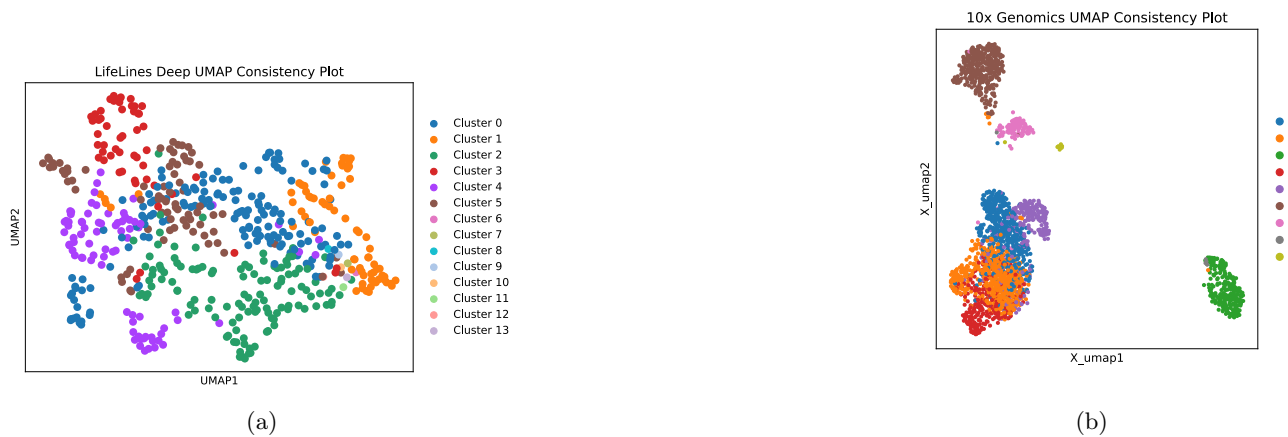 LifeLines Deep UMAP Consistency Plot
UMAP2
UMAP1
Cluster 0
Cluster 1
Cluster 2
Cluster 3
Cluster 4
Cluster 5
Cluster 6
Cluster 7
Cluster 8
Cluster 9
Cluster 10
Cluster 11
Cluster 12
Cluster 13
(a)
10x Genomics UMAP Consistency Plot
X_umap2
X_umap1
(b)